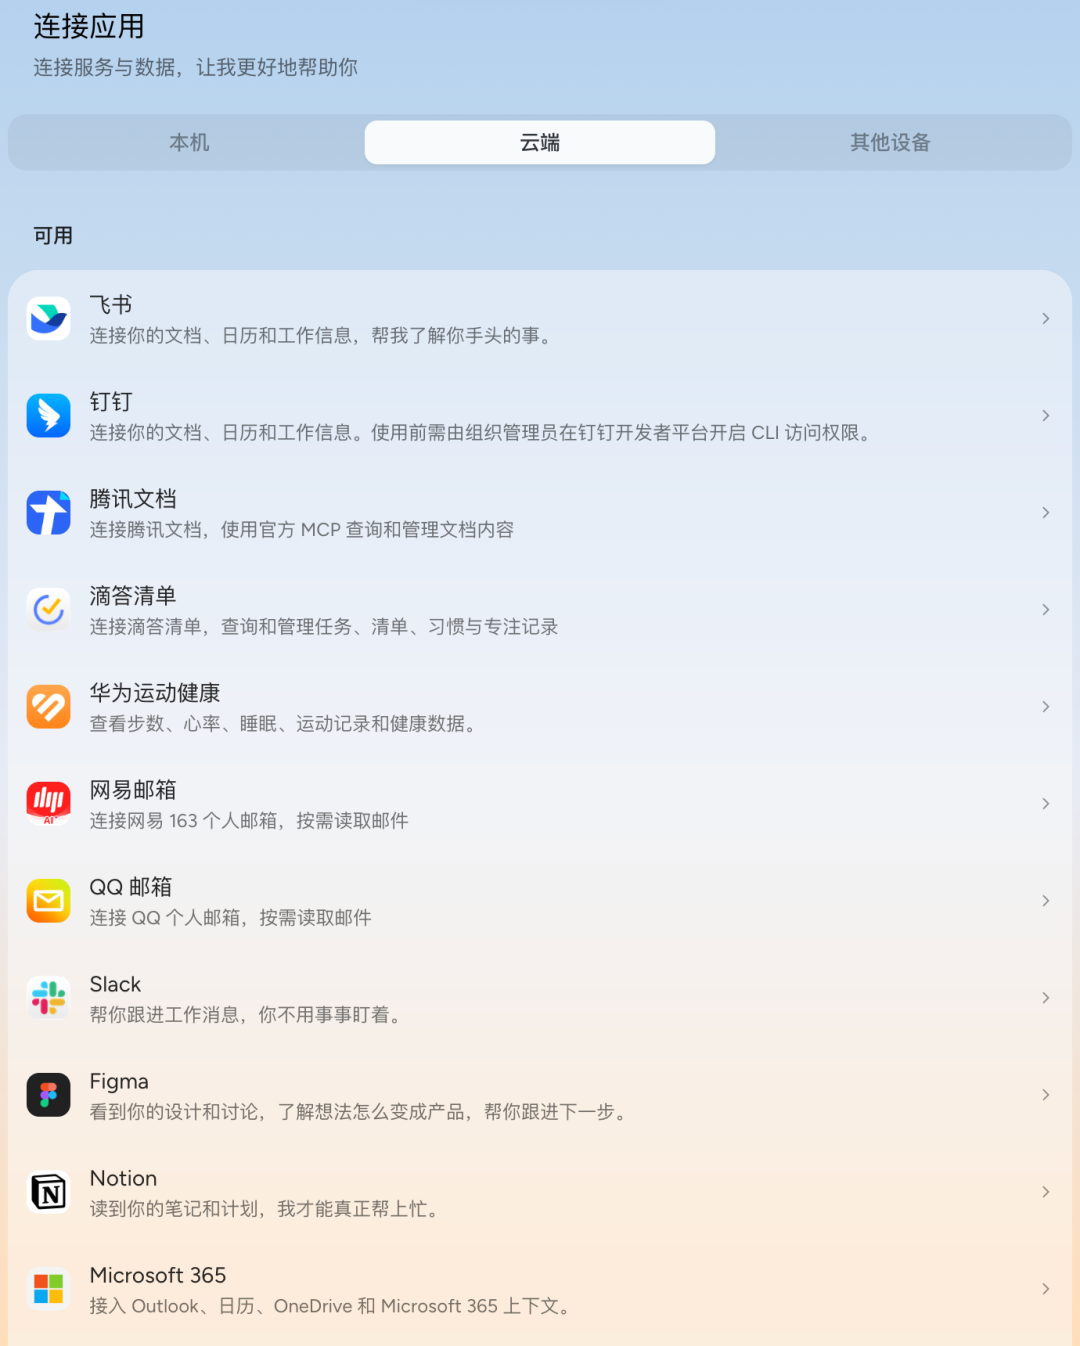 连接应用
连接服务与数据，让我更好地帮助你
本机
云端
其他设备
可用
飞书
连接你的文档、日历和工作信息，帮我了解你手头的事。
钉钉
连接你的文档、日历和工作信息。使用前需由组织管理员在钉钉开发者平台开启 CLI 访问权限。
腾讯文档
连接腾讯文档，使用官方 MCP 查询和管理文档内容
滴答清单
连接滴答清单，查询和管理任务、清单、习惯与专注记录
华为运动健康
查看步数、心率、睡眠、运动记录和健康数据。
网易邮箱
连接网易 163 个人邮箱，按需读取邮件
AI
QQ 邮箱
连接 QQ 个人邮箱，按需读取邮件
Slack
帮你跟进工作消息，你不用事事盯着。
Figma
看到你的设计和讨论，了解想法怎么变成产品，帮你跟进下一步。
Notion
读到你的笔记和计划，我才能真正帮上忙。
Microsoft 365
接入 Outlook、日历、OneDrive 和 Microsoft 365 上下文。